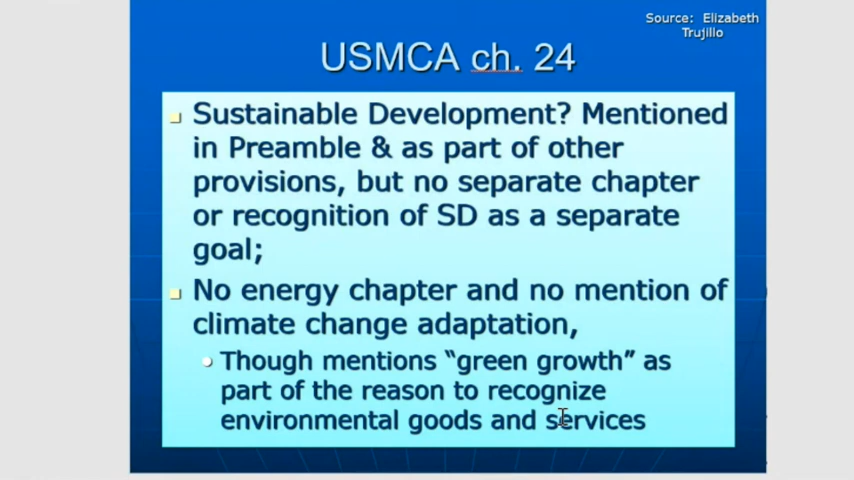 Source: Elizabeth
Trujillo
USMCA ch. 24
Sustainable Development? Mentioned
in Preamble & as part of other
provisions, but no separate chapter
or recognition of SD as a separate
goal;
No energy chapter and no mention of
climate change adaptation,
Though mentions “green growth” as
part of the reason to recognize
environmental goods and services